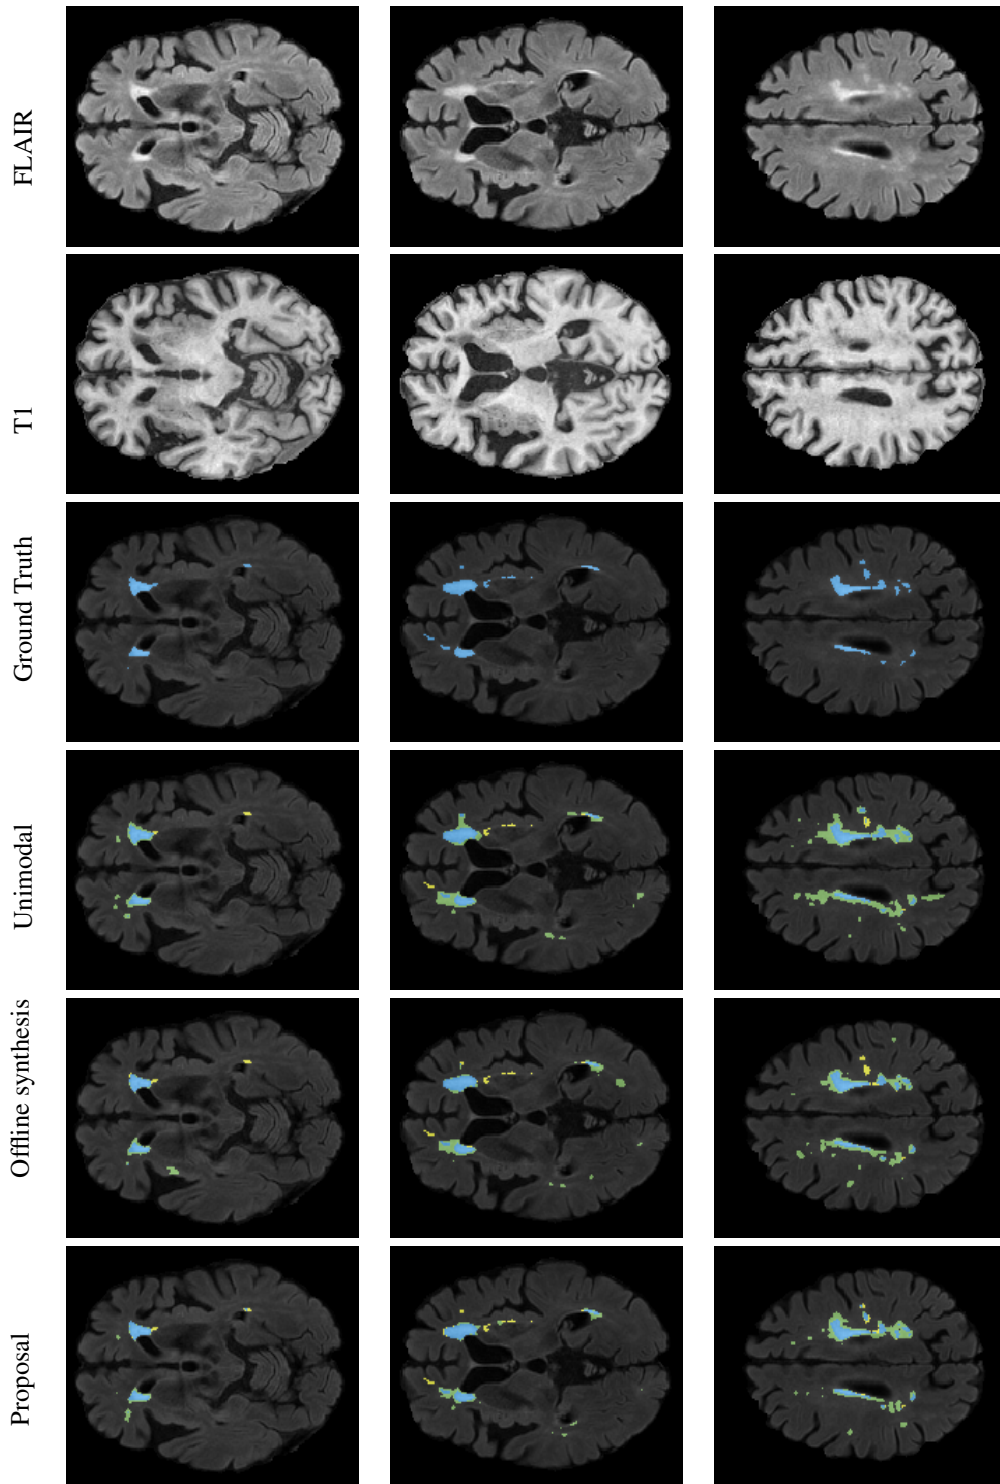 FLAIR
T1
Ground Truth
Unimodal
Offline synthesis
Proposal